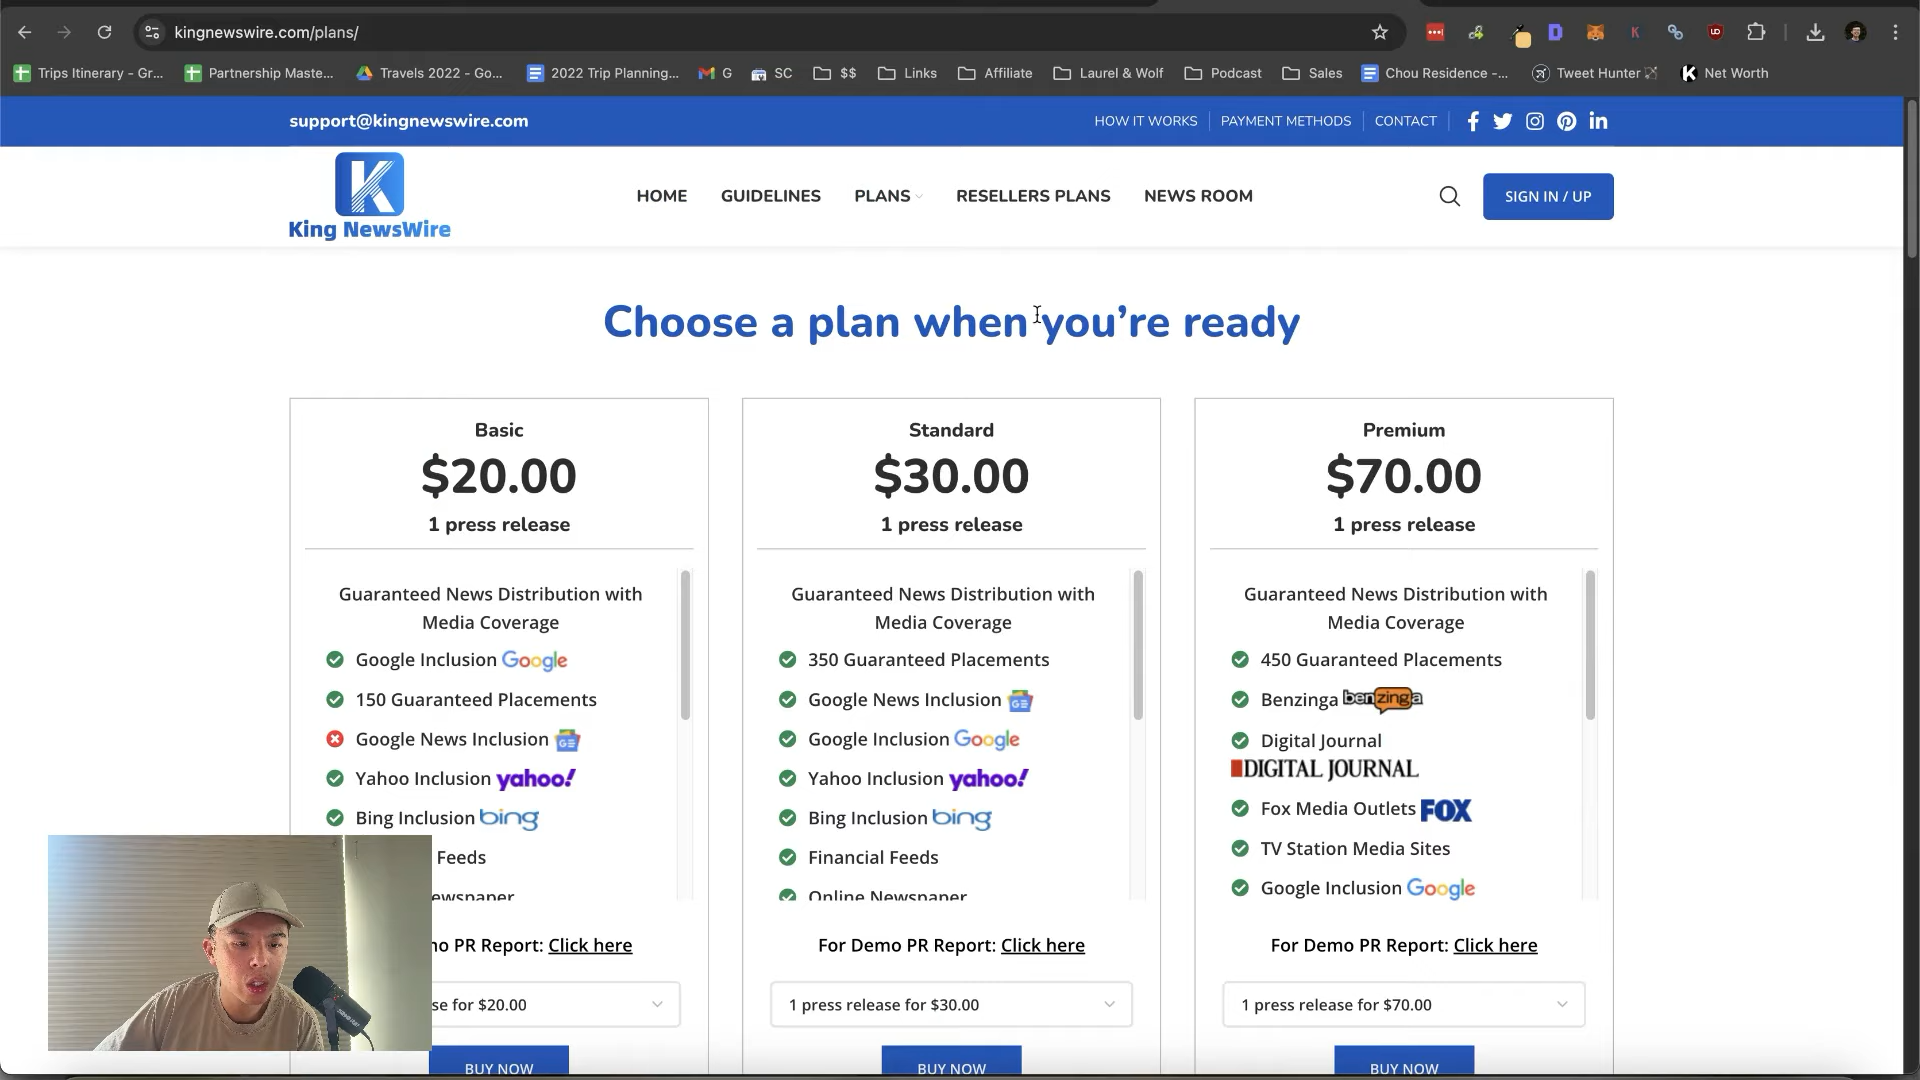 kingnewswire.com/plans/
Trips Itinerary - Gr...
Partnership Maste...
Travels 2022 - Go...
2022 Trip Planning...
G
SC
$$
Links
Affiliate
Laurel & Wolf
Podcast
Sales
Chou Residence -...
Tweet Hunter
Net Worth
support@kingnewswire.com
HOW IT WORKS
PAYMENT METHODS
CONTACT
King NewsWire
HOME
GUIDELINES
PLANS
RESELLERS PLANS
NEWS ROOM
SIGN IN / UP
Choose a plan when you're ready
Basic
$20.00
1 press release
Guaranteed News Distribution with
Media Coverage
Google Inclusion Google
150 Guaranteed Placements
Google News Inclusion
Yahoo Inclusion yahoo!
Bing Inclusion bing
Feeds
ewspaper
mo PR Report: Click here
se for $20.00
BUY NOW
Standard
$30.00
1 press release
Guaranteed News Distribution with
Media Coverage
350 Guaranteed Placements
Google News Inclusion
Google Inclusion Google
Yahoo Inclusion yahoo!
Bing Inclusion bing
Financial Feeds
Online Newspaper
For Demo PR Report: Click here
1 press release for $30.00
BUY NOW
Premium
$70.00
1 press release
Guaranteed News Distribution with
Media Coverage
450 Guaranteed Placements
Benzinga benzinga
Digital Journal
DIGITAL JOURNAL
Fox Media Outlets FOX
TV Station Media Sites
Google Inclusion Google
For Demo PR Report: Click here
1 press release for $70.00
BUY NOW